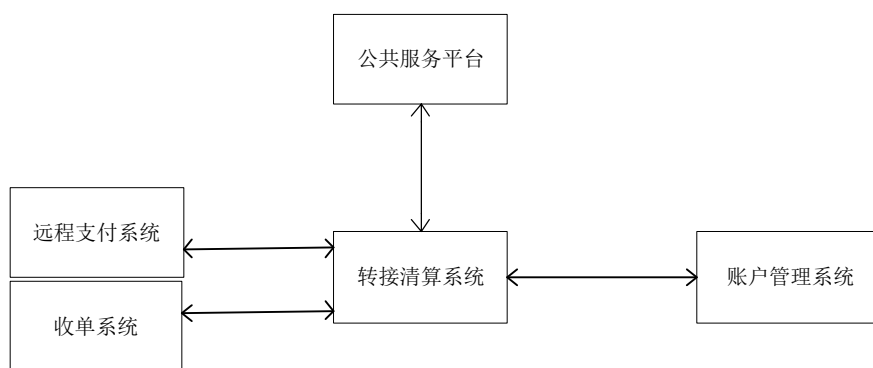 公共服务平台
远程支付系统
转接清算系统
账户管理系统
收单系统